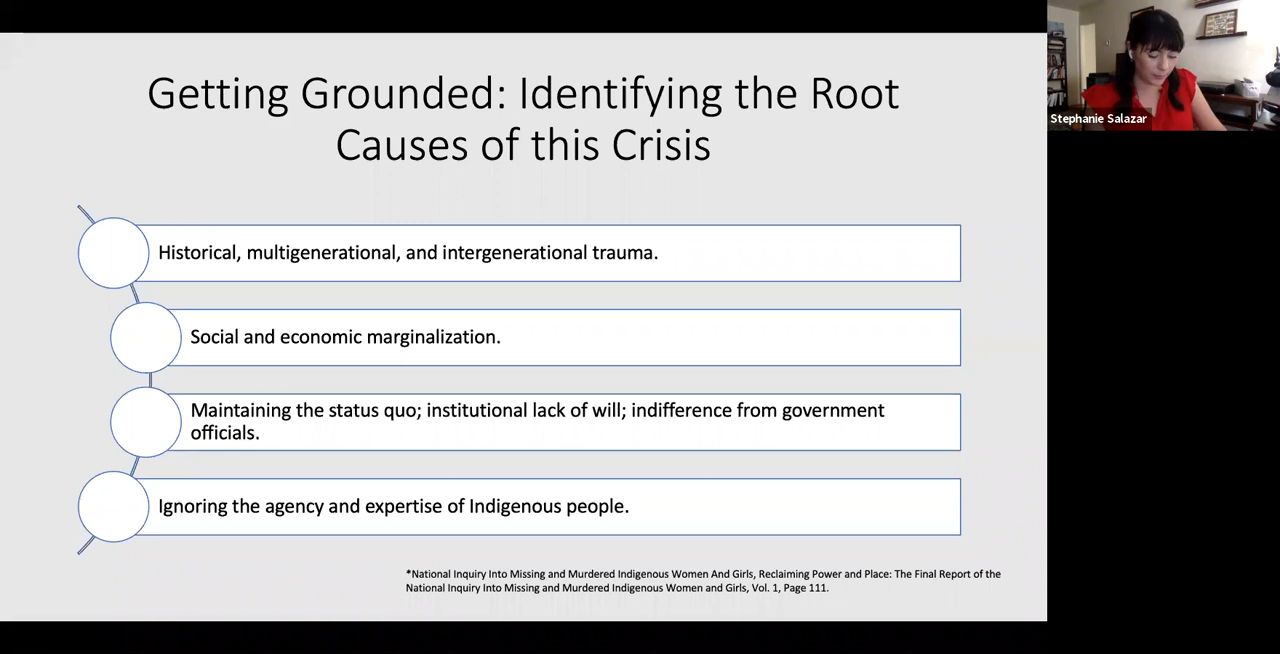 Getting Grounded: Identifying the Root
Causes of this Crisis
Historical, multigenerational, and intergenerational trauma.
Social and economic marginalization.
Maintaining the status quo; institutional lack of will; indifference from government
officials.
Ignoring the agency and expertise of Indigenous people.
*National Inquiry Into Missing and Murdered Indigenous Women And Girls, Reclaiming Power and Place: The Final Report of the
National Inquiry Into Missing and Murdered Indigenous Women and Girls, Vol. 1, Page 111.
Stephanie Salazar